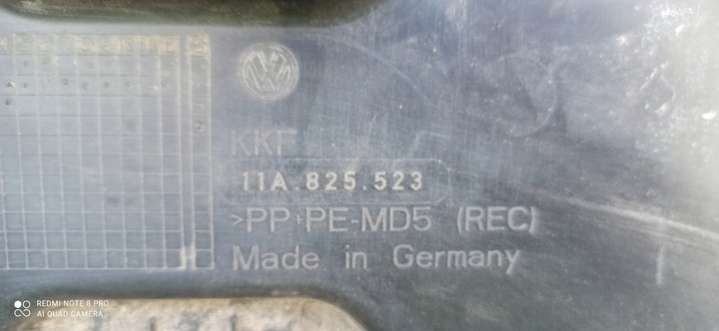 KKF
11A.825.523
>PP+PE-MD5 (REC)
Made in Germany
REDMI NOTE 8 PRO
AI QUAD CAMERA